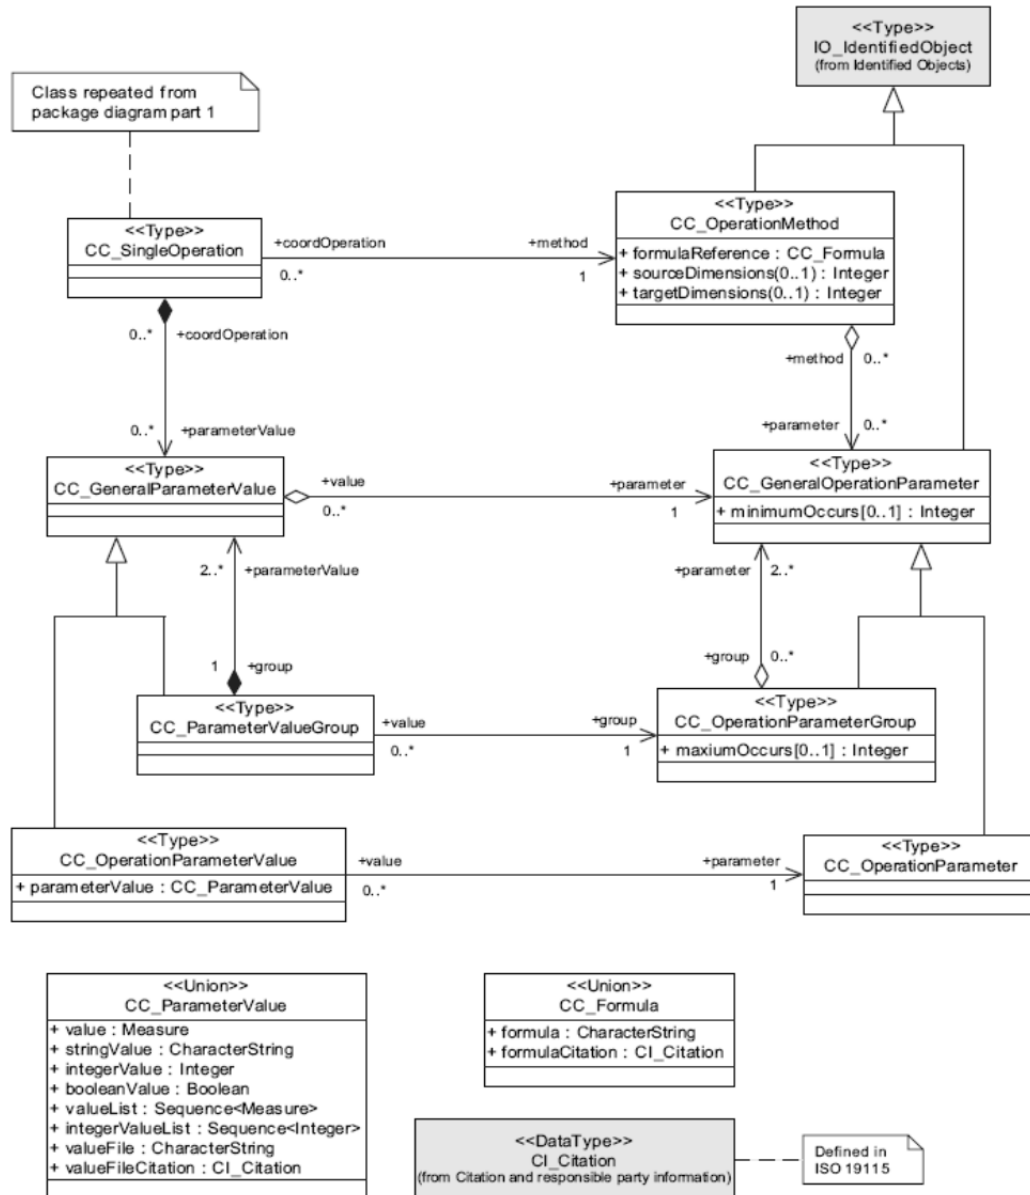 <<Type>>
IO_IdentifiedObject
(from Identified Objects)
Class repeated from
package diagram part 1
<<Type>>
CC_SingleOperation
+coordOperation
0..*
+method
1
<<Type>>
CC_OperationMethod
+ formulaReference : CC_Formula
+ sourceDimensions(0..1) : Integer
+ targetDimensions(0..1) : Integer
0..*
+coordOperation
0..*
+parameterValue
+method
0..*
+parameter
0..*
<<Type>>
CC_GeneralParameterValue
+value
0..*
+parameter
1
<<Type>>
CC_GeneralOperationParameter
+ minimumOccurs[0..1] : Integer
2..*
+parameterValue
1
+group
+parameter
2..*
+group
0..*
<<Type>>
CC_ParameterValueGroup
+value
0..*
+group
1
<<Type>>
CC_OperationParameterGroup
+ maxiumOccurs[0..1] : Integer
<<Type>>
CC_OperationParameterValue
+ parameterValue : CC_ParameterValue
+value
0..*
+parameter
1
<<Type>>
CC_OperationParameter
<<Union>>
CC_ParameterValue
+ value : Measure
+ stringValue : CharacterString
+ integerValue : Integer
+ booleanValue : Boolean
+ valueList : Sequence<Measure>
+ integerValueList : Sequence<Integer>
+ valueFile : CharacterString
+ valueFileCitation : CI_Citation
<<Union>>
CC_Formula
+ formula : CharacterString
+ formulaCitation : CI_Citation
<<DataType>>
CI_Citation
(from Citation and responsible party information)
Defined in
ISO 19115